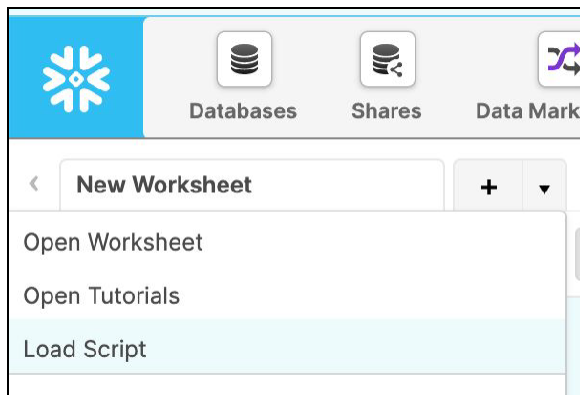 Databases
Shares
Data Mark
New Worksheet
Open Worksheet
Open Tutorials
Load Script